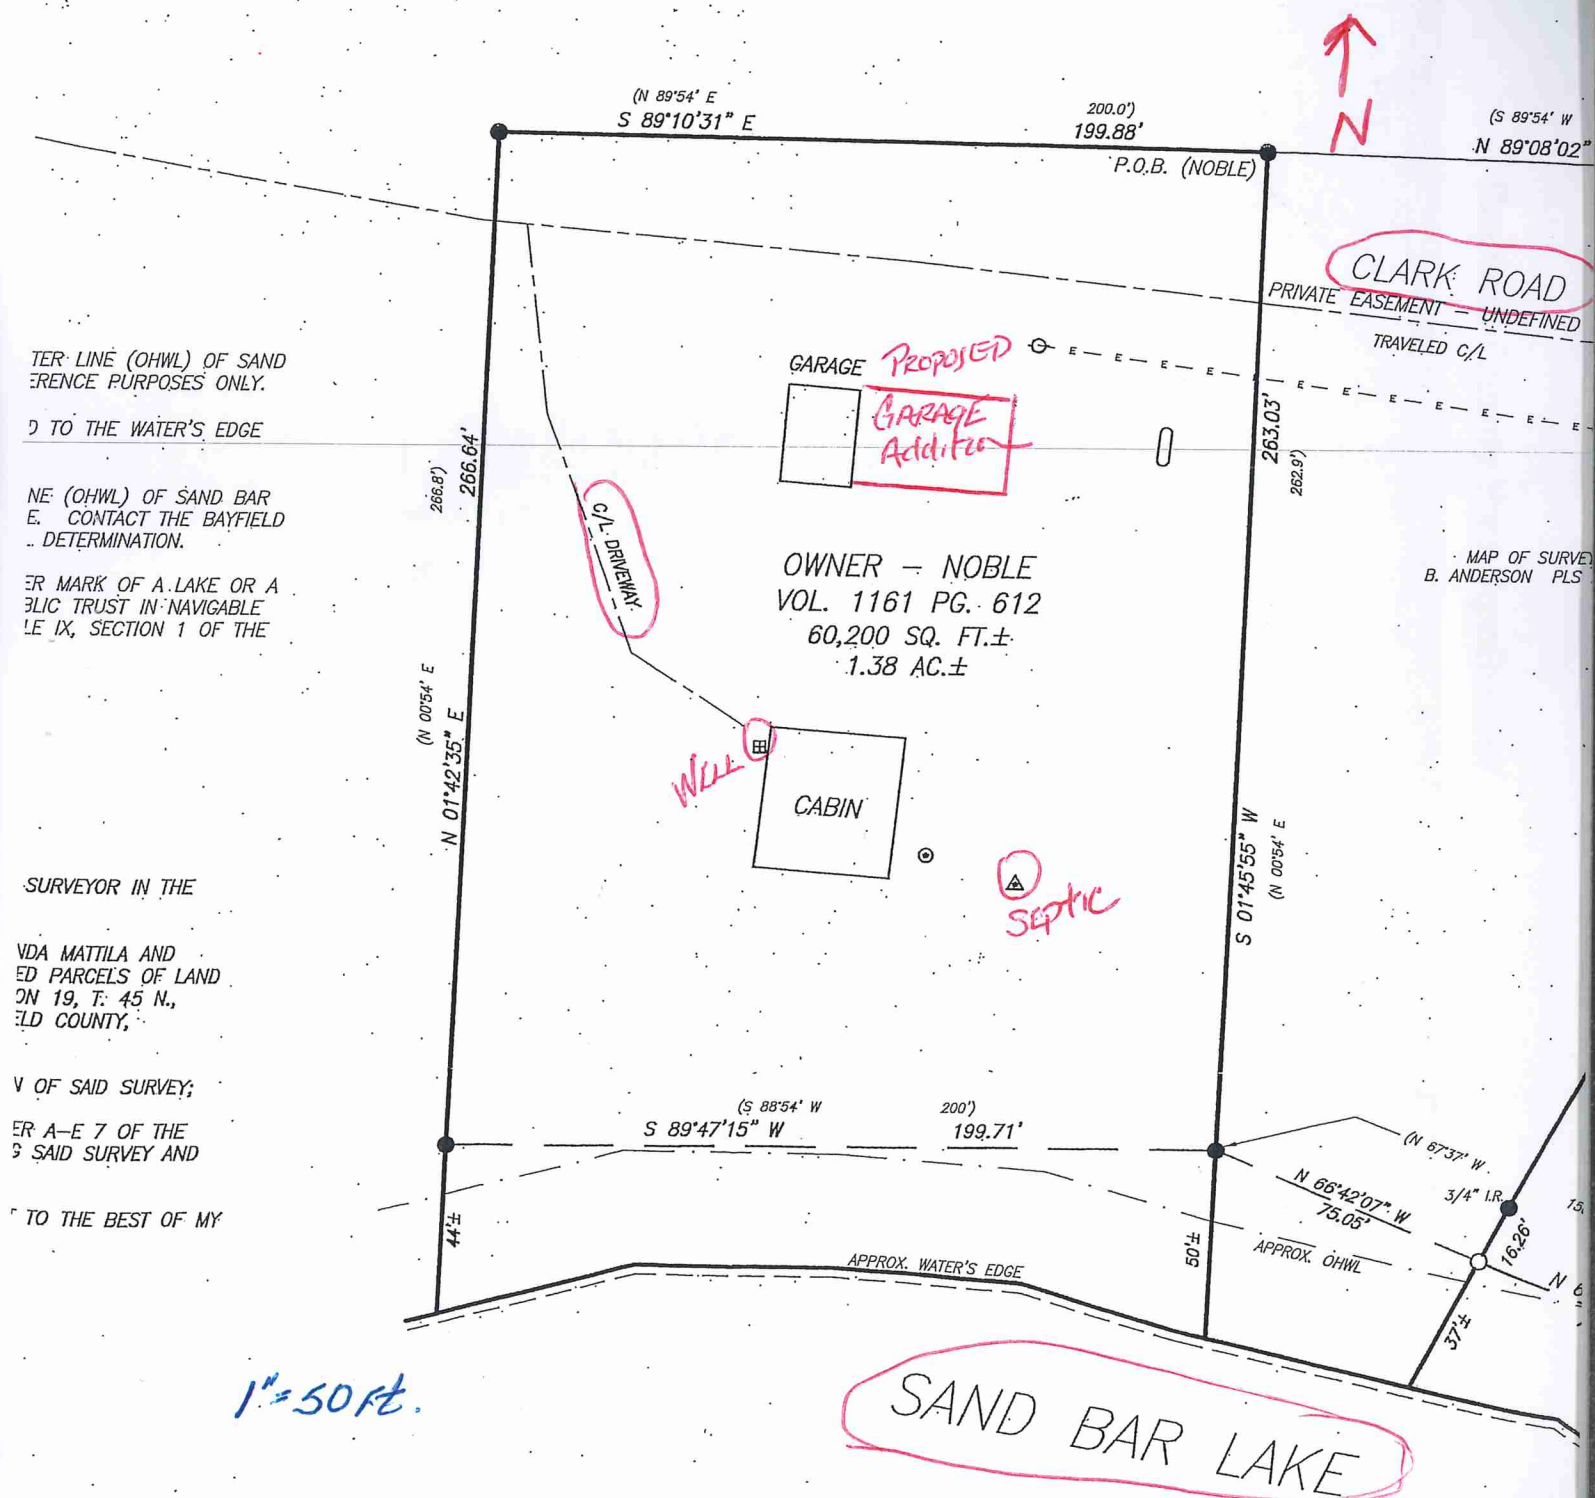 (N 89°54' E 200.0')
S 89°10'31" E 199.88'
P.O.B. (NOBLE)
N
(S 89°54' W
N 89°08'02"
CLARK ROAD
PRIVATE EASEMENT – UNDEFINED
TRAVELED C/L
TER LINE (OHWL) OF SAND
ERENCE PURPOSES ONLY.
D TO THE WATER'S EDGE
NE (OHWL) OF SAND BAR
E. CONTACT THE BAYFIELD
DETERMINATION.
ER MARK OF A LAKE OR A
BLIC TRUST IN NAVIGABLE
LE IX, SECTION 1 OF THE
SURVEYOR IN THE
NDA MATTILA AND
ED PARCELS OF LAND
ON 19, T. 45 N.,
ELD COUNTY,
OF SAID SURVEY;
ER A–E 7 OF THE
SAID SURVEY AND
TO THE BEST OF MY
GARAGE
PROPOSED
GARAGE
Addition
E E E E E E E E E E E
266.8')
266.64'
(N 00°54' E
N 01°42'35" E
263.03'
262.9')
S 01°45'55" W
(N 00°54' E
C/L DRIVEWAY
OWNER – NOBLE
VOL. 1161 PG. 612
60,200 SQ. FT.±
1.38 AC.±
MAP OF SURVEY
B. ANDERSON PLS
WELL
CABIN
SEPTIC
(S 88°54' W 200')
S 89°47'15" W 199.71'
44'±
50'±
(N 67°37' W
N 66°42'07" W
75.05'
3/4" I.R.
16.26'
APPROX. OHWL
37'±
APPROX. WATER'S EDGE
1"=50 ft.
SAND BAR LAKE